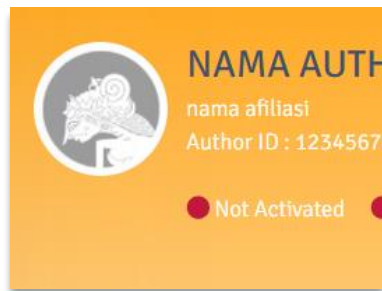 NAMA AUTH
nama afiliasi
Author ID : 1234567
Not Activated